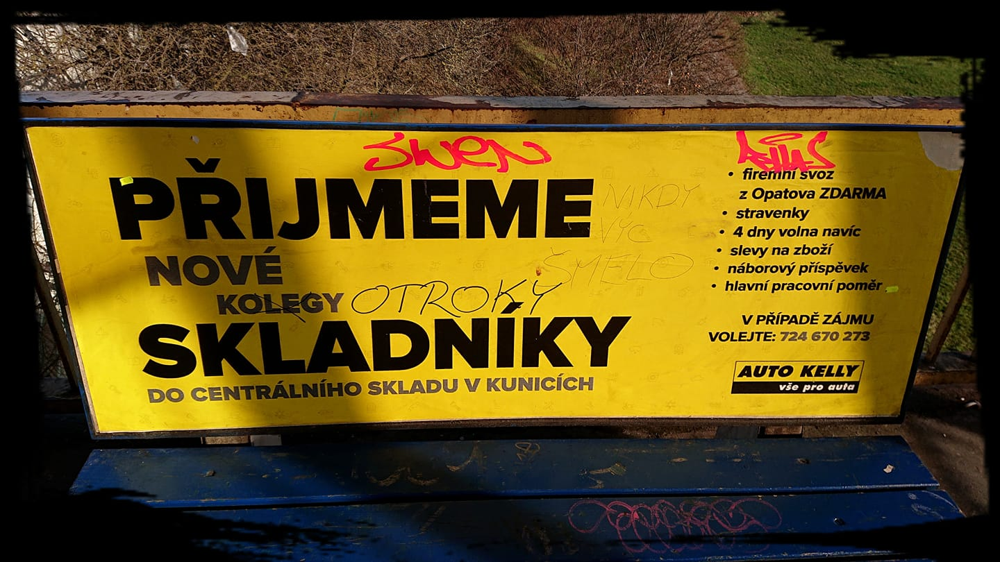 SWEN
PŘIJMEME
NIKDY
VÝC
ŠMELO
NOVÉ
KOLEGY OTROKY
SKLADNÍKY
DO CENTRÁLNÍHO SKLADU V KUNICÍCH
• firemní svoz
z Opatova ZDARMA
• stravenky
• 4 dny volna navíc
• slevy na zboží
• náborový příspěvek
• hlavní pracovní poměr
V PŘÍPADĚ ZÁJMU
VOLEJTE: 724 670 273
AUTO KELLY
vše pro auta